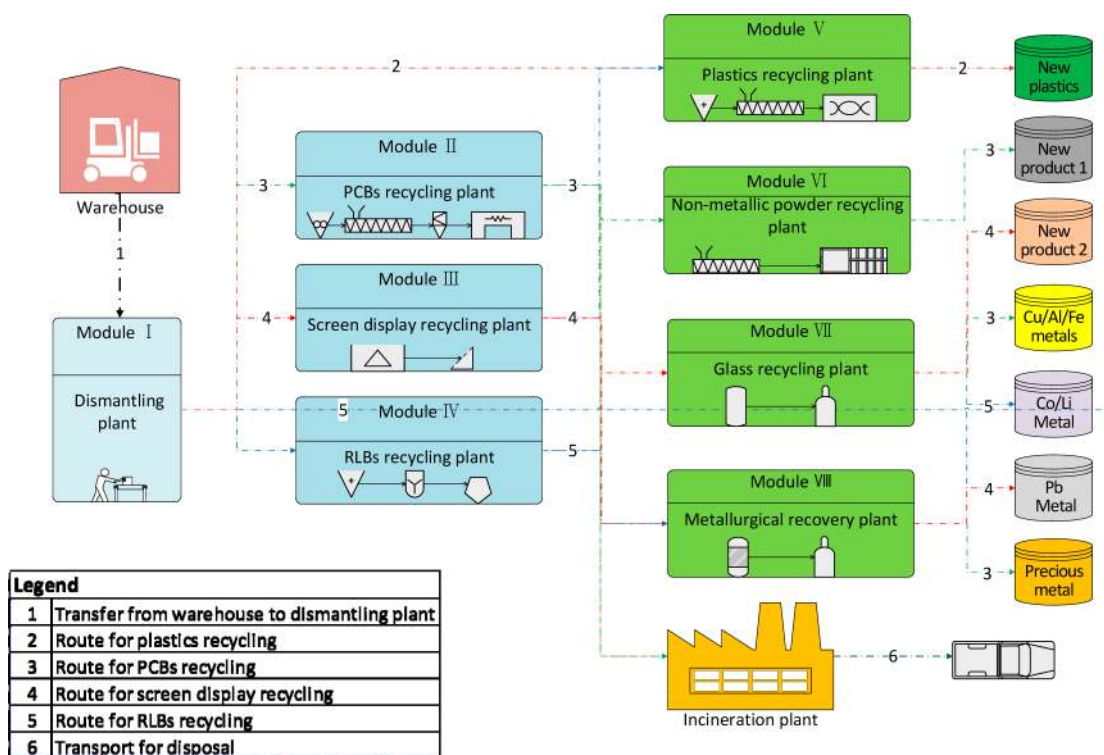 Module Ⅴ
Plastics recycling plant
2
2
New
plastics
Warehouse
1
Module Ⅱ
PCBs recycling plant
3
3
Module Ⅵ
Non-metallic powder recycling
plant
3
New
product 1
4
New
product 2
Module Ⅲ
Screen display recycling plant
4
4
Module Ⅰ
Dismantling
plant
Module Ⅶ
Glass recycling plant
3
Cu/Al/Fe
metals
5
Module Ⅳ
RLBs recycling plant
5
5
Co/Li
Metal
Module Ⅷ
Metallurgical recovery plant
4
Pb
Metal
3
Precious
metal
Incineration plant
6
Legend
1 Transfer from warehouse to dismantling plant
2 Route for plastics recycling
3 Route for PCBs recycling
4 Route for screen display recycling
5 Route for RLBs recycling
6 Transport for disposal